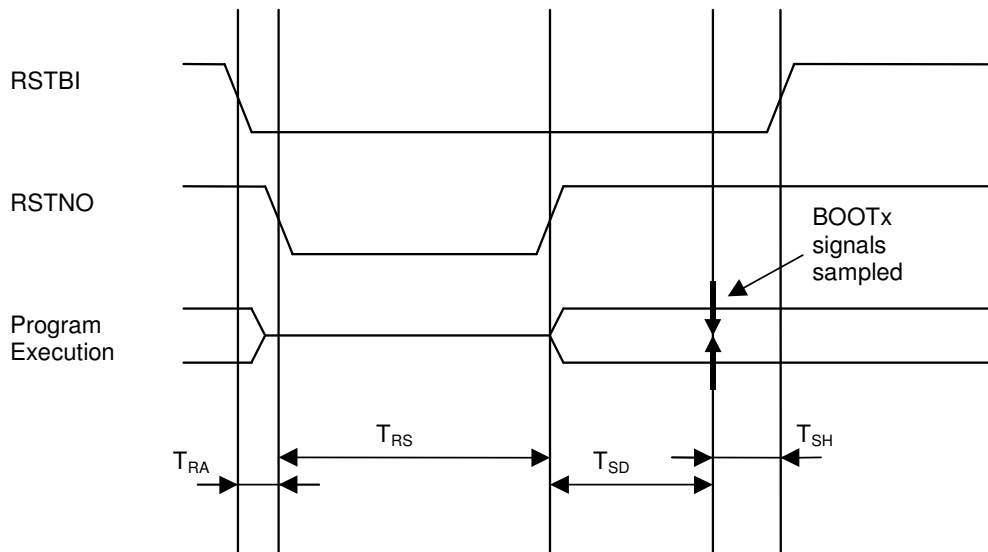 RSTBI
RSTNO
BOOTx
signals
sampled
Program
Execution
TRS
TSH
TRA
TSD